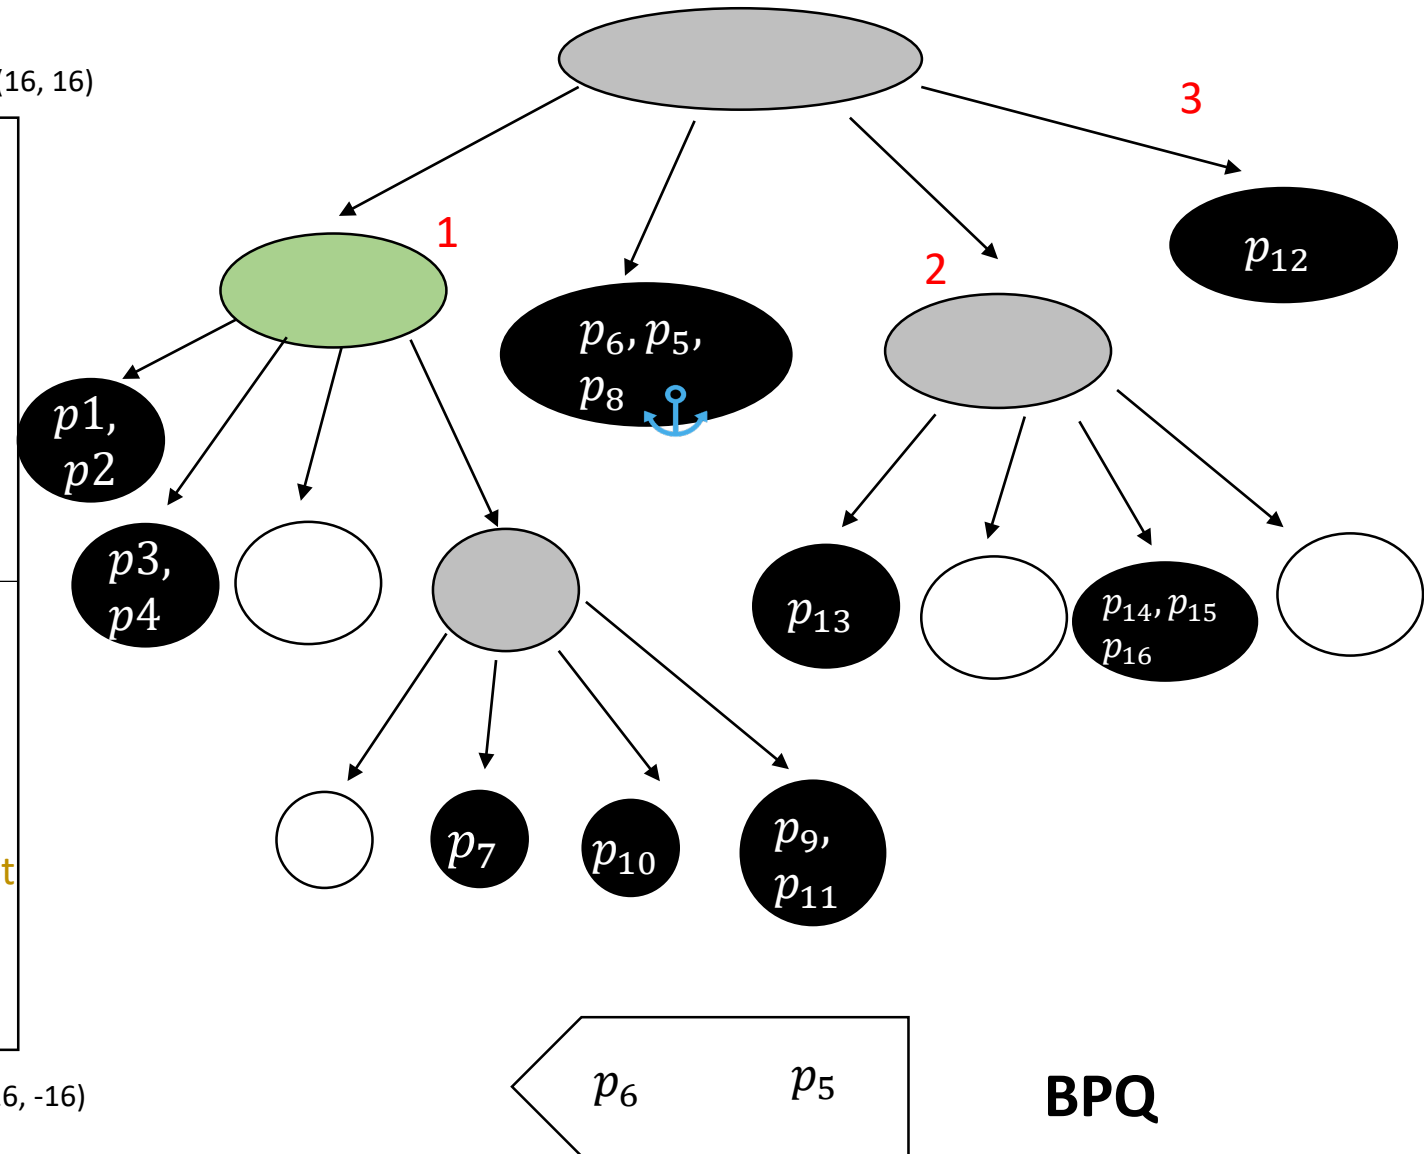 (16, 16)
3
1
p₁₂
2
p₆, p₅,
p₈
p1,
p2
p3,
p4
p₁₃
p₁₄, p₁₅
p₁₆
t
p₇
p₁₀
p₉,
p₁₁
p₆ p₅
BPQ
6, -16)